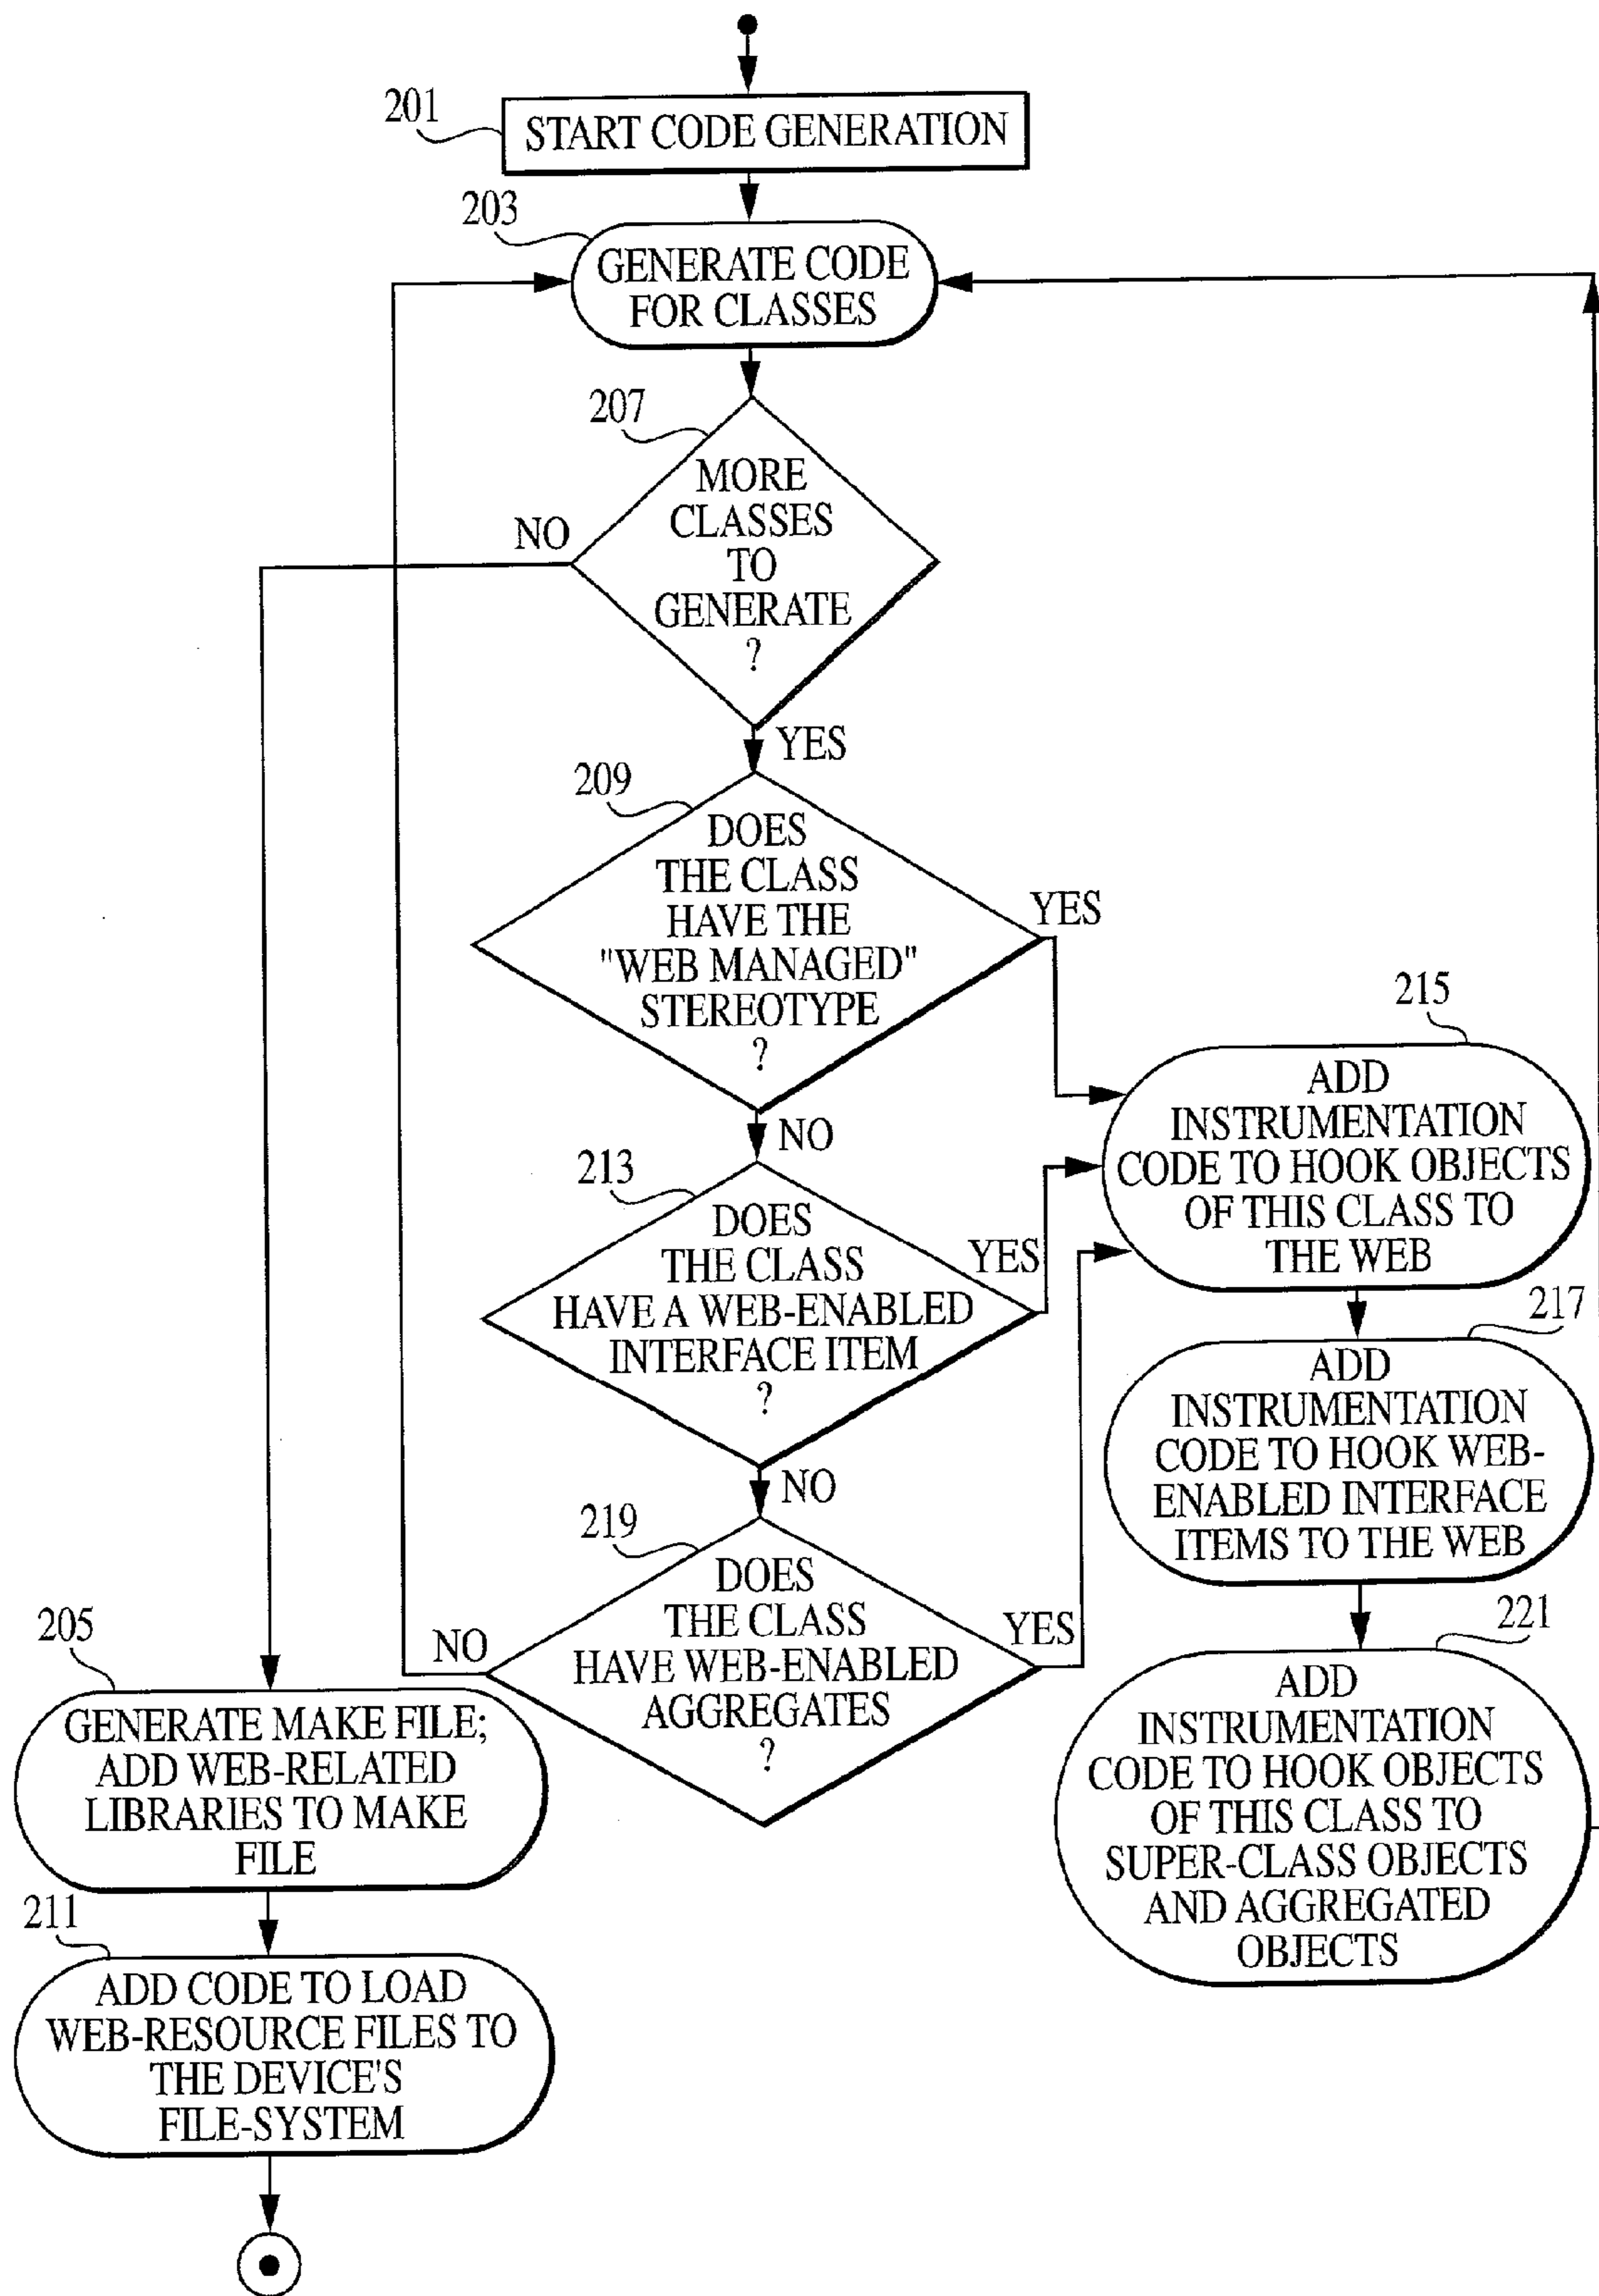 201
START CODE GENERATION
203
GENERATE CODE
FOR CLASSES
207
MORE
CLASSES
TO
GENERATE
?
NO
YES
209
DOES
THE CLASS
HAVE THE
"WEB MANAGED"
STEREOTYPE
?
YES
NO
213
DOES
THE CLASS
HAVE A WEB-ENABLED
INTERFACE ITEM
?
YES
NO
219
DOES
THE CLASS
HAVE WEB-ENABLED
AGGREGATES
?
NO
YES
215
ADD
INSTRUMENTATION
CODE TO HOOK OBJECTS
OF THIS CLASS TO
THE WEB
217
ADD
INSTRUMENTATION
CODE TO HOOK WEB-
ENABLED INTERFACE
ITEMS TO THE WEB
221
ADD
INSTRUMENTATION
CODE TO HOOK OBJECTS
OF THIS CLASS TO
SUPER-CLASS OBJECTS
AND AGGREGATED
OBJECTS
205
GENERATE MAKE FILE;
ADD WEB-RELATED
LIBRARIES TO MAKE
FILE
211
ADD CODE TO LOAD
WEB-RESOURCE FILES TO
THE DEVICE'S
FILE-SYSTEM